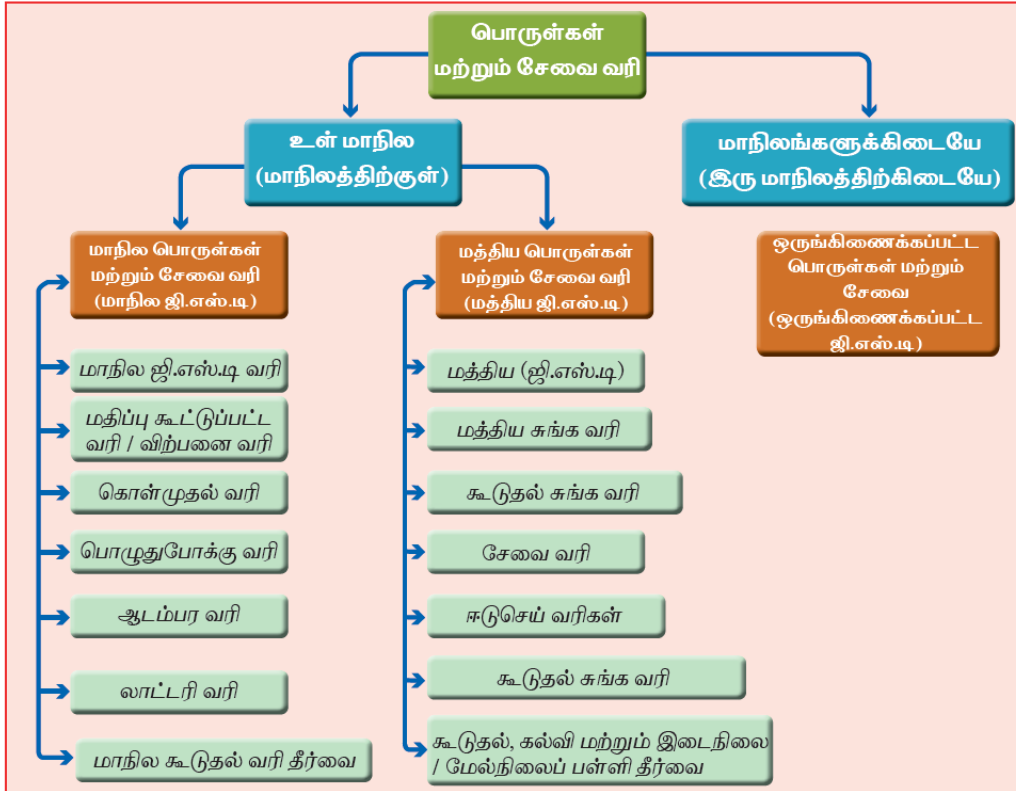 பொருள்கள்
மற்றும் சேவை வரி
உள் மாநில
(மாநிலத்திற்குள்)
மாநிலங்களுக்கிடையே
(இரு மாநிலத்திற்கிடையே)
மாநில பொருள்கள்
மற்றும் சேவை வரி
(மாநில ஜி.எஸ்.டி)
மத்திய பொருள்கள்
மற்றும் சேவை வரி
(மத்திய ஜி.எஸ்.டி)
ஒருங்கிணைக்கப்பட்ட
பொருள்கள் மற்றும்
சேவை
(ஒருங்கிணைக்கப்பட்ட
ஜி.எஸ்.டி)
மாநில ஜி.எஸ்.டி வரி
மதிப்பு கூட்டுப்பட்ட
வரி / விற்பனை வரி
கொள்முதல் வரி
பொழுதுபோக்கு வரி
ஆடம்பர வரி
லாட்டரி வரி
மாநில கூடுதல் வரி தீர்வை
மத்திய (ஜி.எஸ்.டி)
மத்திய சுங்க வரி
கூடுதல் சுங்க வரி
சேவை வரி
ஈடுசெய் வரிகள்
கூடுதல் சுங்க வரி
கூடுதல், கல்வி மற்றும் இடைநிலை
/ மேல்நிலைப் பள்ளி தீர்வை